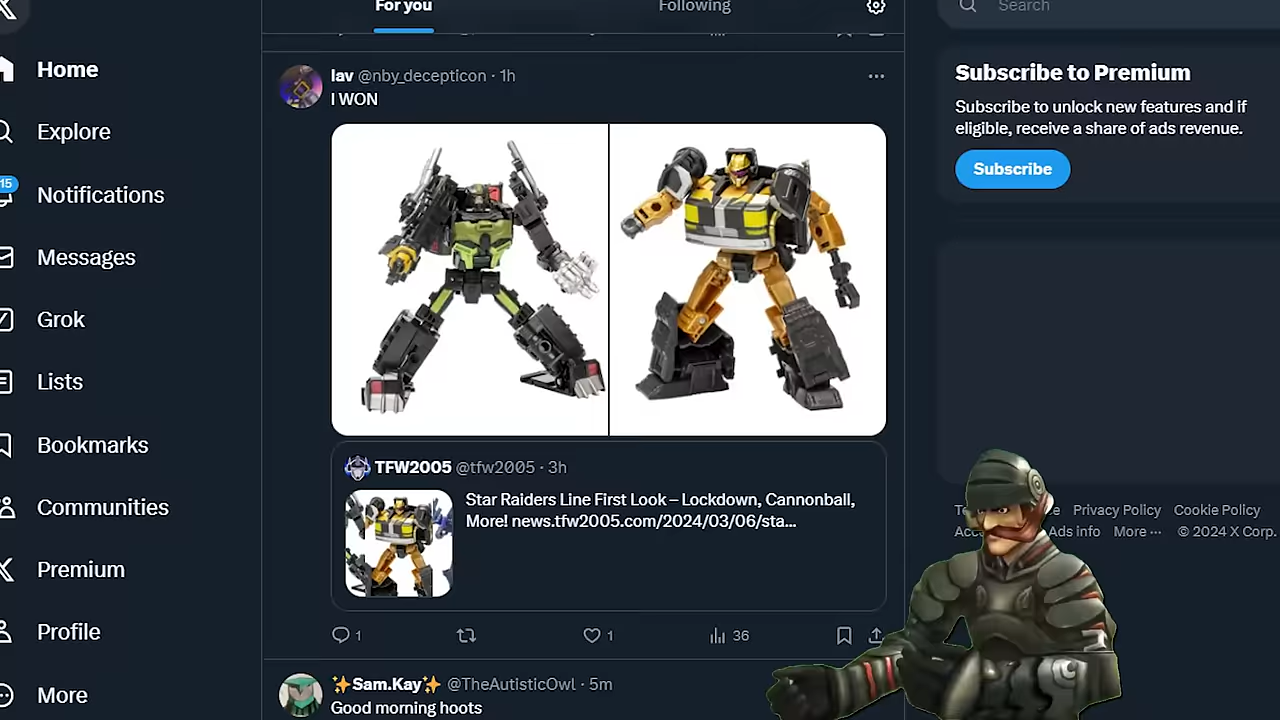 For you
Following
Search
Home
Explore
15
Notifications
Messages
Grok
Lists
Bookmarks
Communities
Premium
Profile
More
lav @nby_decepticon · 1h
I WON
TFW2005 @tfw2005 · 3h
Star Raiders Line First Look – Lockdown, Cannonball,
More! news.tfw2005.com/2024/03/06/sta...
1
1
36
✨Sam.Kay✨ @TheAutisticOwl · 5m
Good morning hoots
Subscribe to Premium
Subscribe to unlock new features and if
eligible, receive a share of ads revenue.
Subscribe
Privacy Policy Cookie Policy
Ads info More ··· © 2024 X Corp.